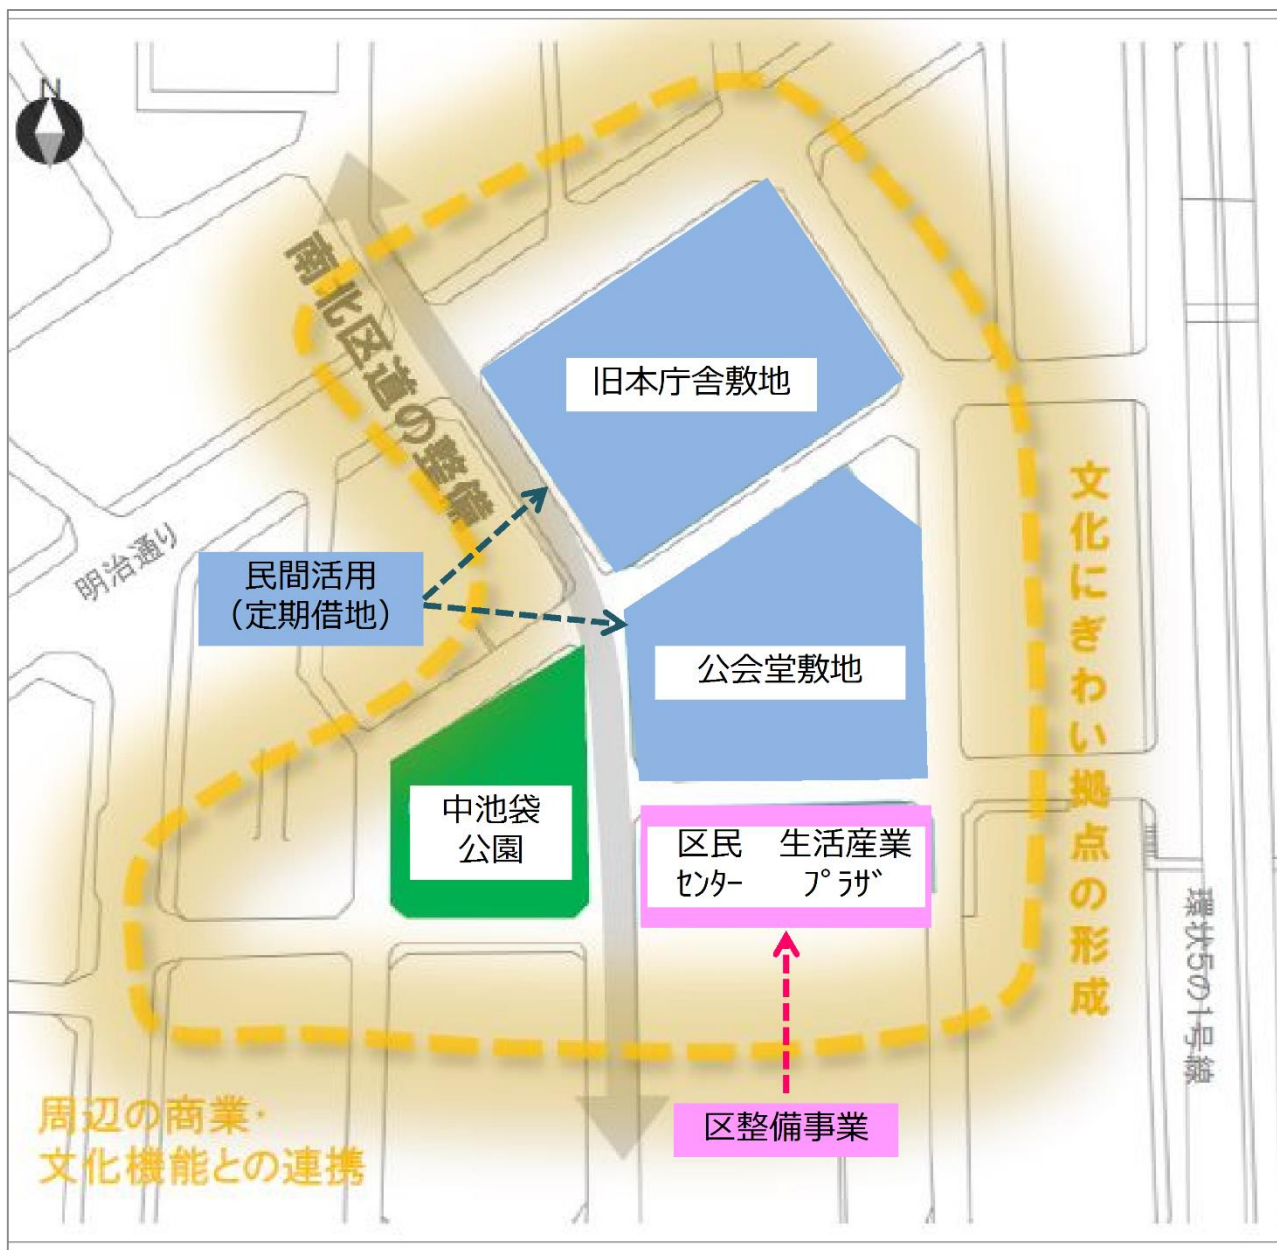 N
南北区道の整備
旧本庁舎敷地
明治通り
民間活用
（定期借地）
公会堂敷地
文化にぎわい拠点の形成
中池袋
公園
区民 生活産業
センター プラザ
環状5の1号線
周辺の商業・
文化機能との連携
区整備事業